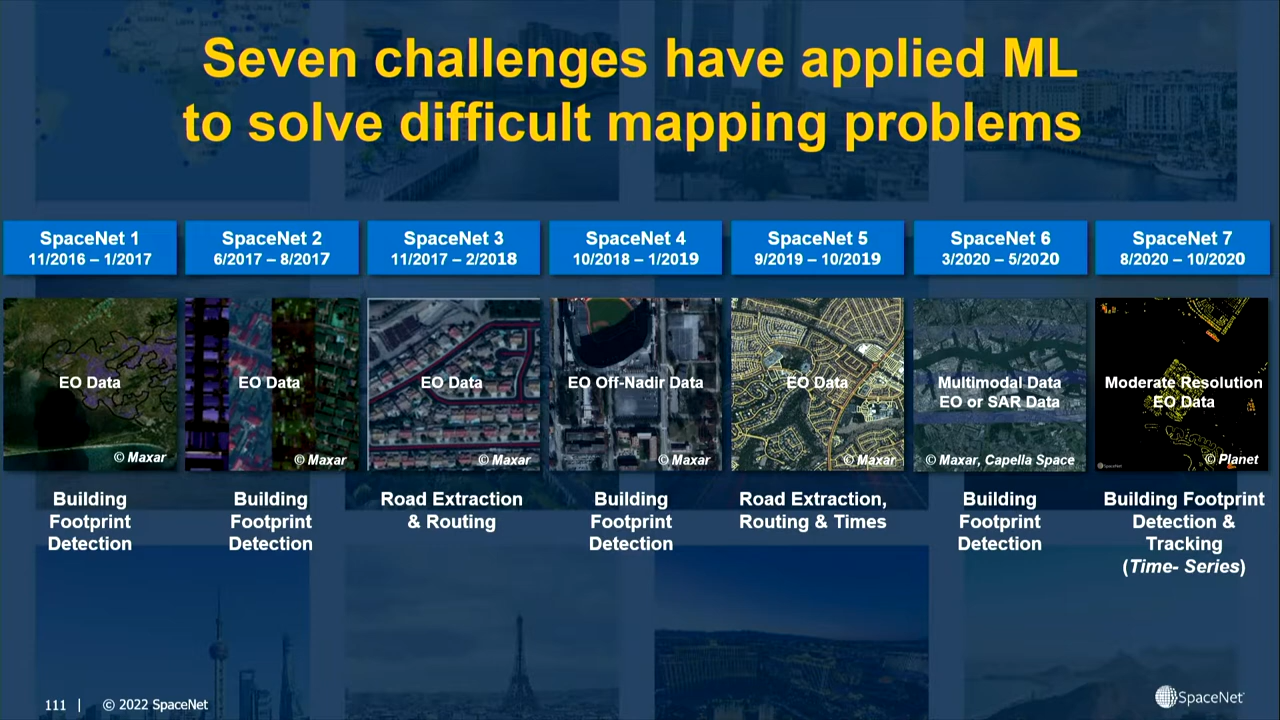 Seven challenges have applied ML
to solve difficult mapping problems
SpaceNet 1
11/2016 – 1/2017
SpaceNet 2
6/2017 – 8/2017
SpaceNet 3
11/2017 – 2/2018
SpaceNet 4
10/2018 – 1/2019
SpaceNet 5
9/2019 – 10/2019
SpaceNet 6
3/2020 – 5/2020
SpaceNet 7
8/2020 – 10/2020
EO Data
© Maxar
EO Data
© Maxar
EO Data
© Maxar
EO Off-Nadir Data
© Maxar
EO Data
© Maxar
Multimodal Data
EO or SAR Data
© Maxar, Capella Space
Moderate Resolution
EO Data
SpaceNet
© Planet
Building
Footprint
Detection
Building
Footprint
Detection
Road Extraction
& Routing
Building
Footprint
Detection
Road Extraction,
Routing & Times
Building
Footprint
Detection
Building Footprint
Detection &
Tracking
(Time- Series)
111 | © 2022 SpaceNet
SpaceNet